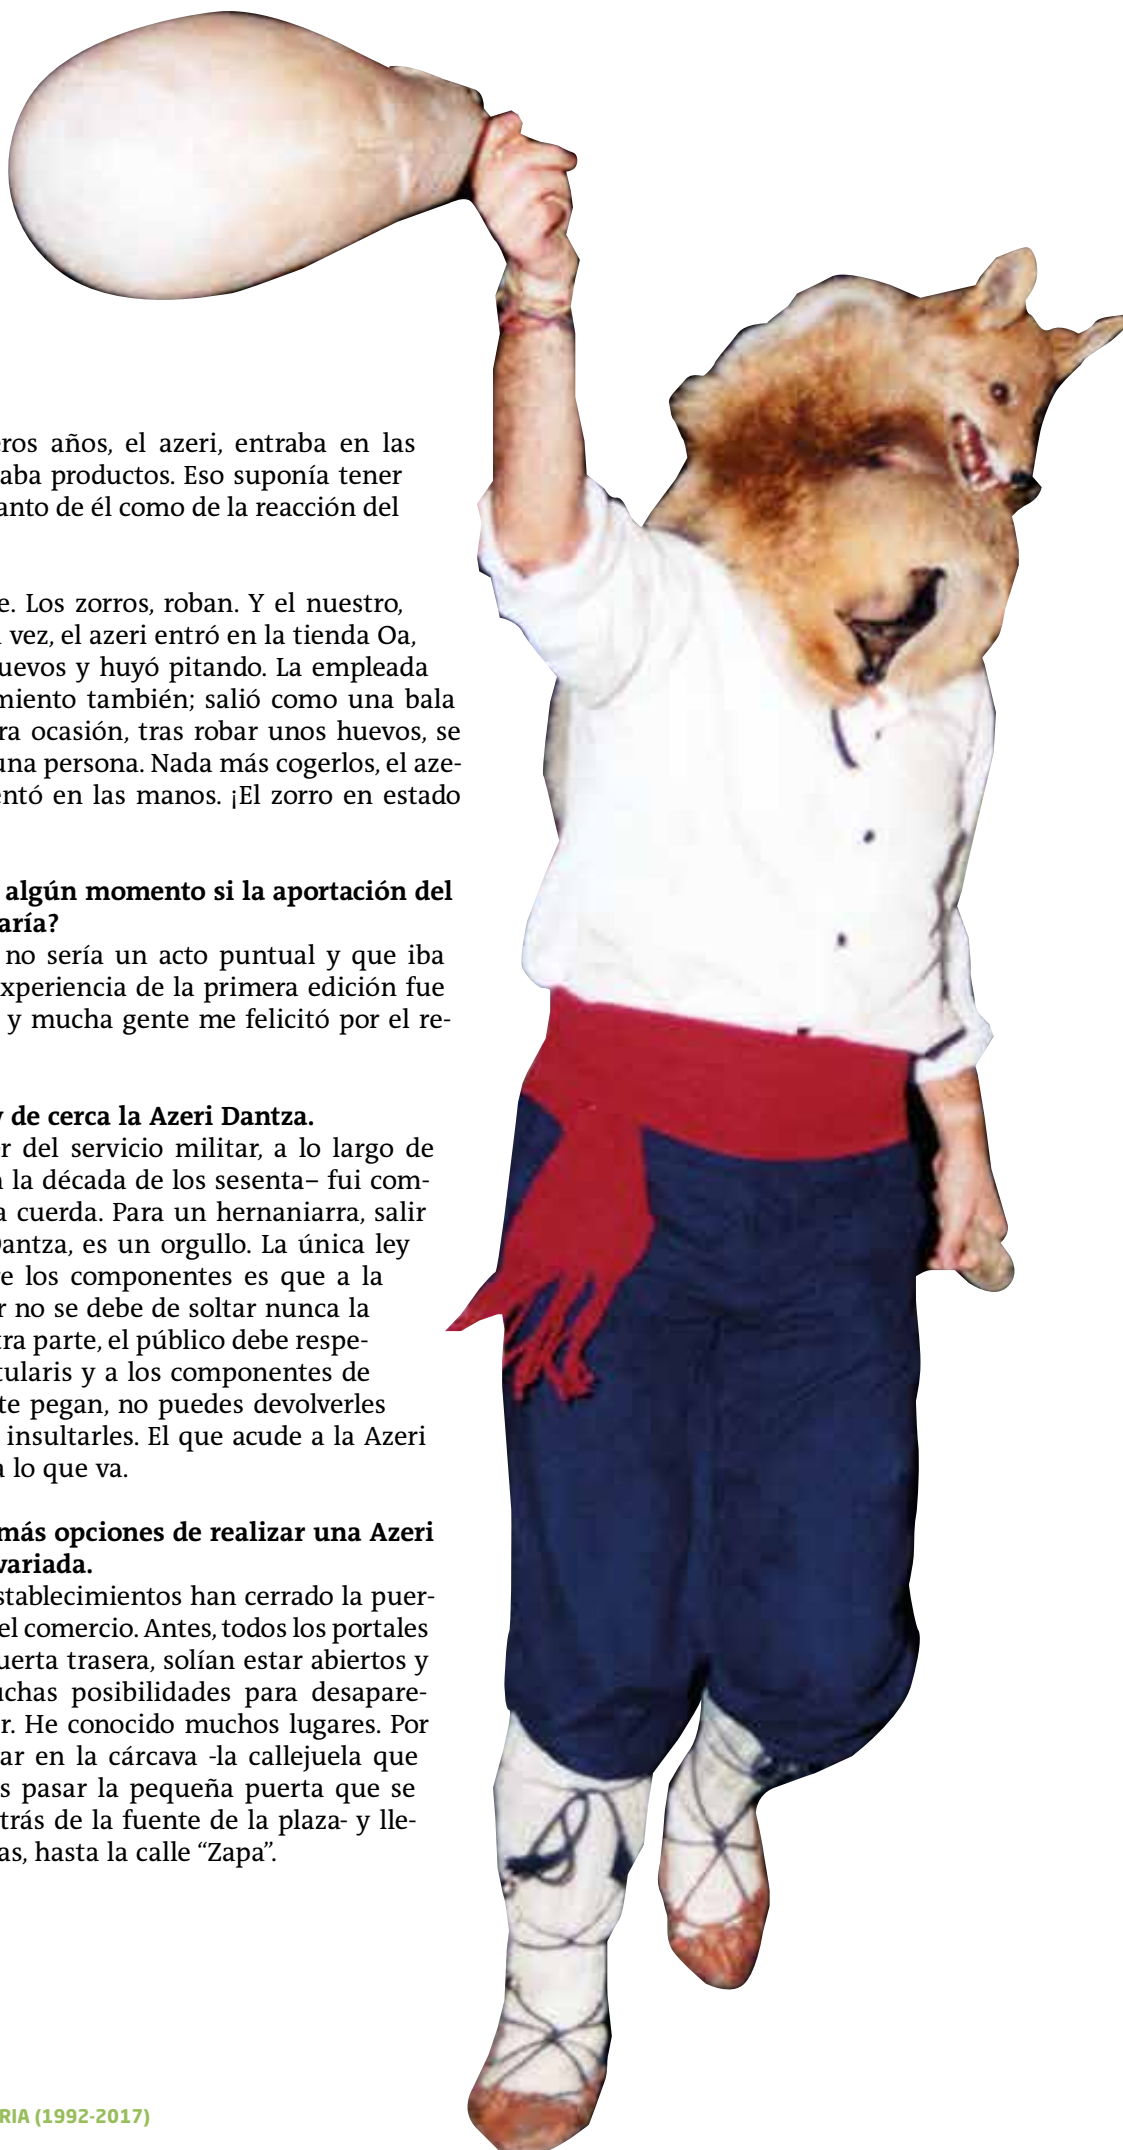 eros años, el azeri, entraba en las
aba productos. Eso suponía tener
anto de él como de la reacción del
e. Los zorros, roban. Y el nuestro,
vez, el azeri entró en la tienda Oa,
uevos y huyó pitando. La empleada
miento también; salió como una bala
ra ocasión, tras robar unos huevos, se
una persona. Nada más cogerlos, el aze-
entó en las manos. ¡El zorro en estado
algún momento si la aportación del
aría?
no sería un acto puntual y que iba
xperiencia de la primera edición fue
y mucha gente me felicitó por el re-
y de cerca la Azeri Dantza.
er del servicio militar, a lo largo de
n la década de los sesenta– fui com-
a cuerda. Para un hernaniarra, salir
Dantza, es un orgullo. La única ley
re los componentes es que a la
r no se debe de soltar nunca la
tra parte, el público debe respe-
tularis y a los componentes de
te pegan, no puedes devolverles
insultarles. El que acude a la Azeri
a lo que va.
más opciones de realizar una Azeri
variada.
stablecimientos han cerrado la puer-
el comercio. Antes, todos los portales
uerta trasera, solían estar abiertos y
uchas posibilidades para desapare-
r. He conocido muchos lugares. Por
ar en la cárcava -la callejuela que
s pasar la pequeña puerta que se
trás de la fuente de la plaza- y lle-
as, hasta la calle “Zapa”.
RIA (1992-2017)